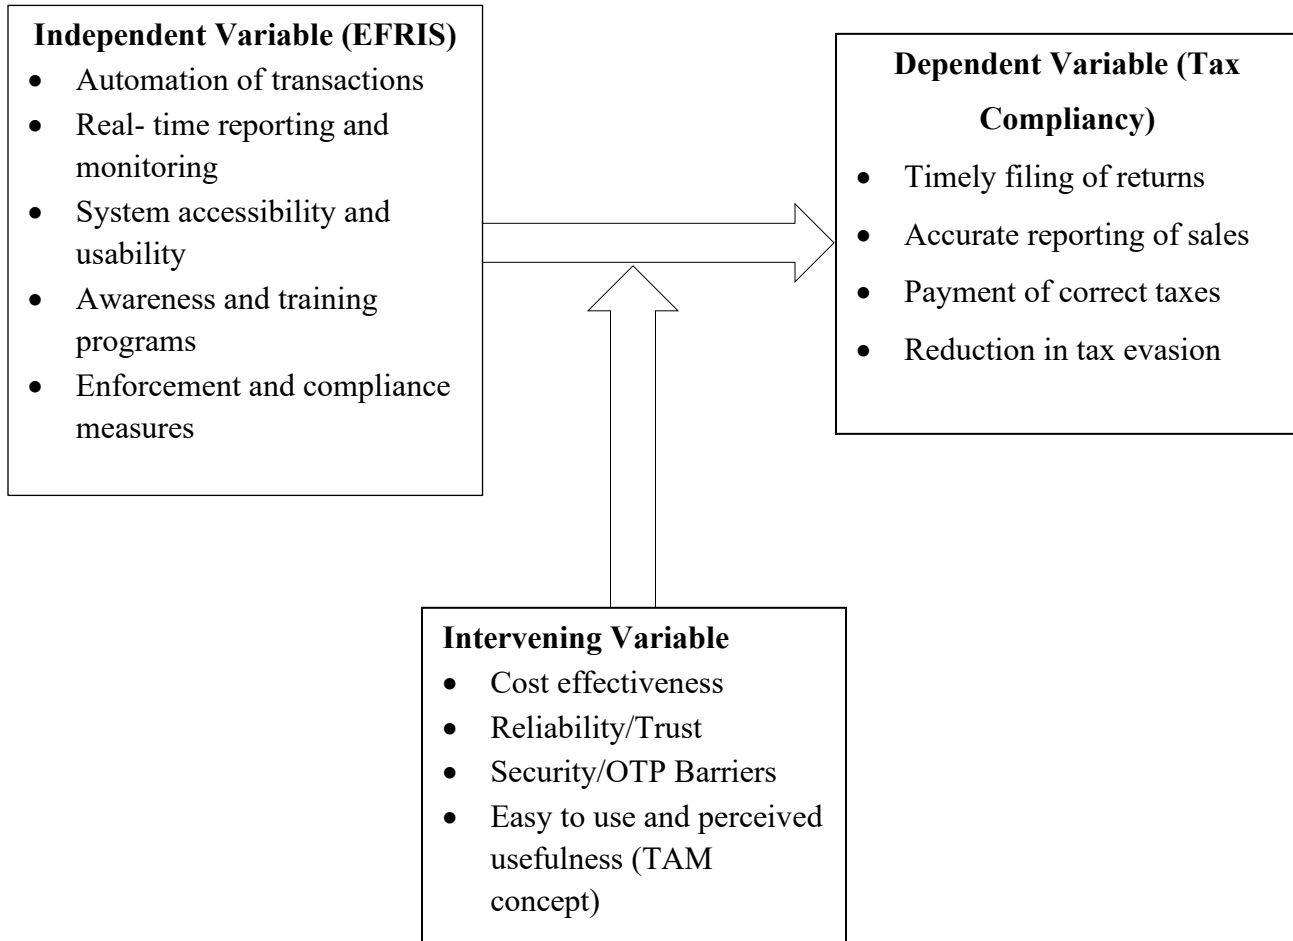 Independent Variable (EFRIS)
• Automation of transactions
• Real- time reporting and
monitoring
• System accessibility and
usability
• Awareness and training
programs
• Enforcement and compliance
measures
Dependent Variable (Tax
Compliancy)
• Timely filing of returns
• Accurate reporting of sales
• Payment of correct taxes
• Reduction in tax evasion
Intervening Variable
• Cost effectiveness
• Reliability/Trust
• Security/OTP Barriers
• Easy to use and perceived
usefulness (TAM
concept)